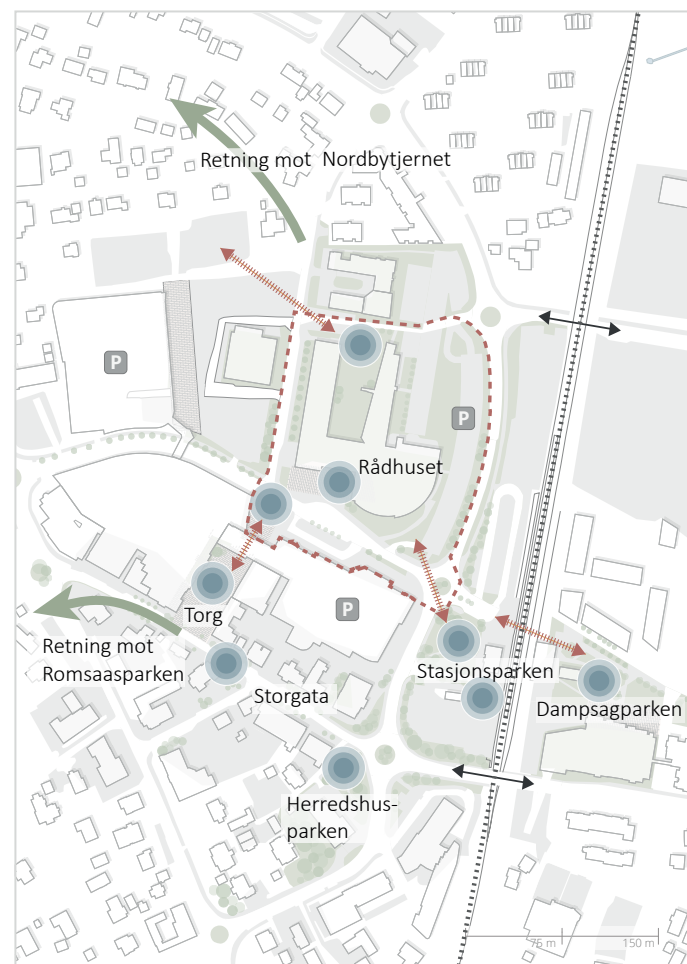 Retning mot Nordbytjernet
P
P
Rådhuset
P
Torg
Retning mot
Romsaasparken
Stasjonsparken
Storgata
Dampsagparken
Herredshus-
parken
75 m
150 m